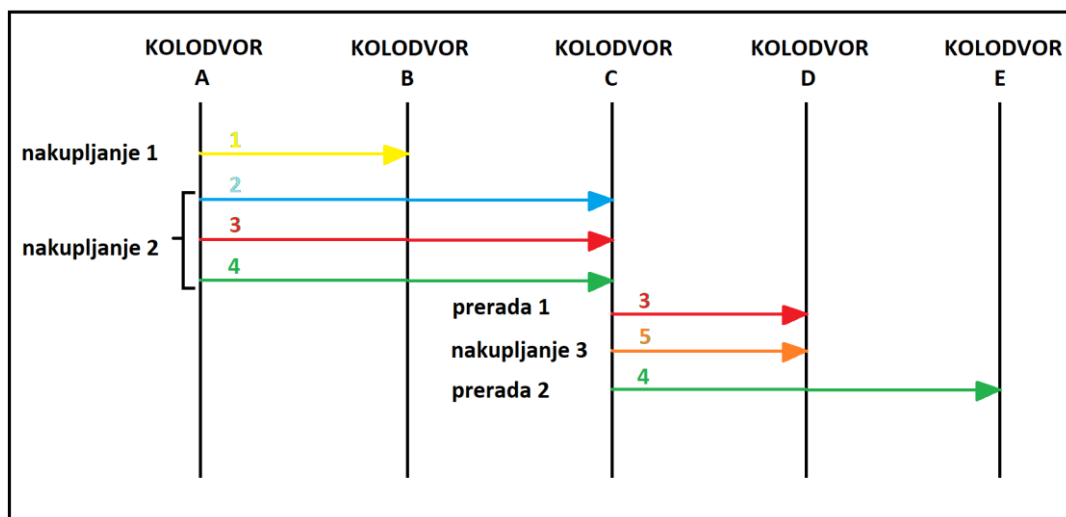 KOLODVOR KOLODVOR KOLODVOR KOLODVOR KOLODVOR
A B C D E
nakupljanje 1
1
2
nakupljanje 2
3
4
prerada 1
3
nakupljanje 3
5
prerada 2
4